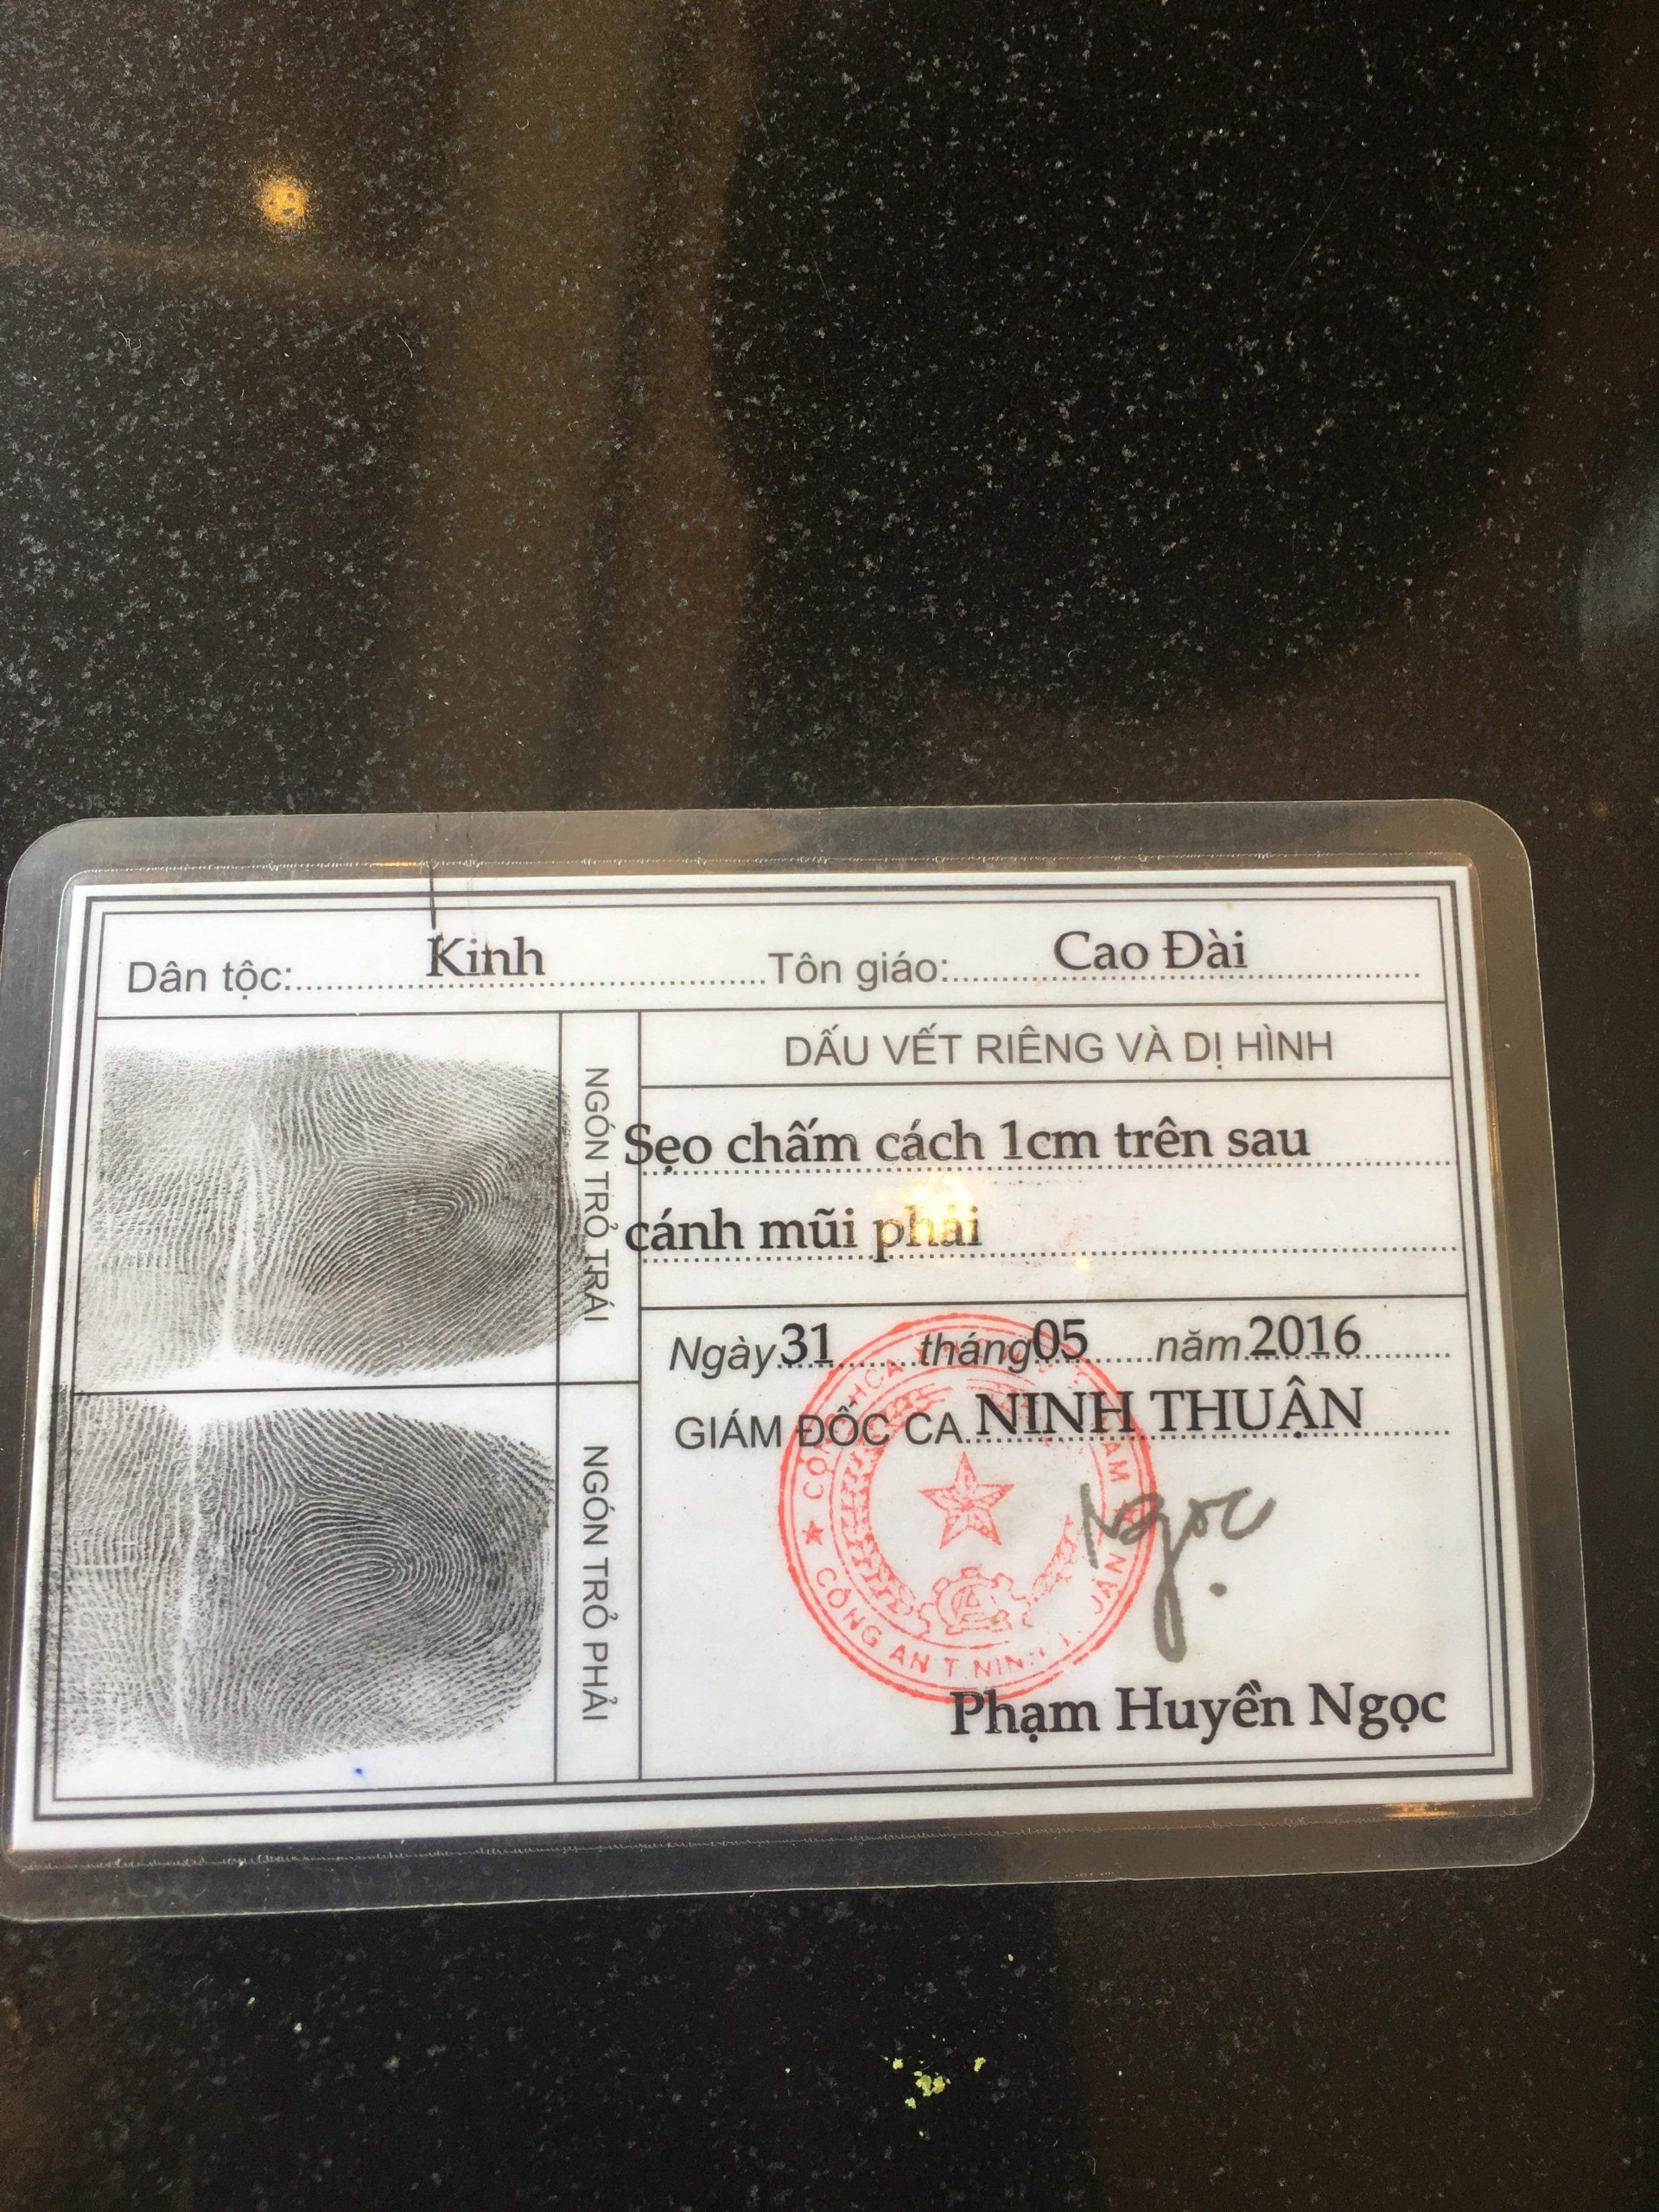 Dân tộc: Kinh Tôn giáo: Cao Đài
NGÓN TRỎ TRÁI
NGÓN TRỎ PHẢI
DẤU VẾT RIÊNG VÀ DỊ HÌNH
Sẹo chấm cách 1cm trên sau
cánh mũi phải
Ngày 31 tháng 05 năm 2016
GIÁM ĐỐC CA NINH THUẬN
CÔNG AN T NINH
Ngọc
Phạm Huyền Ngọc